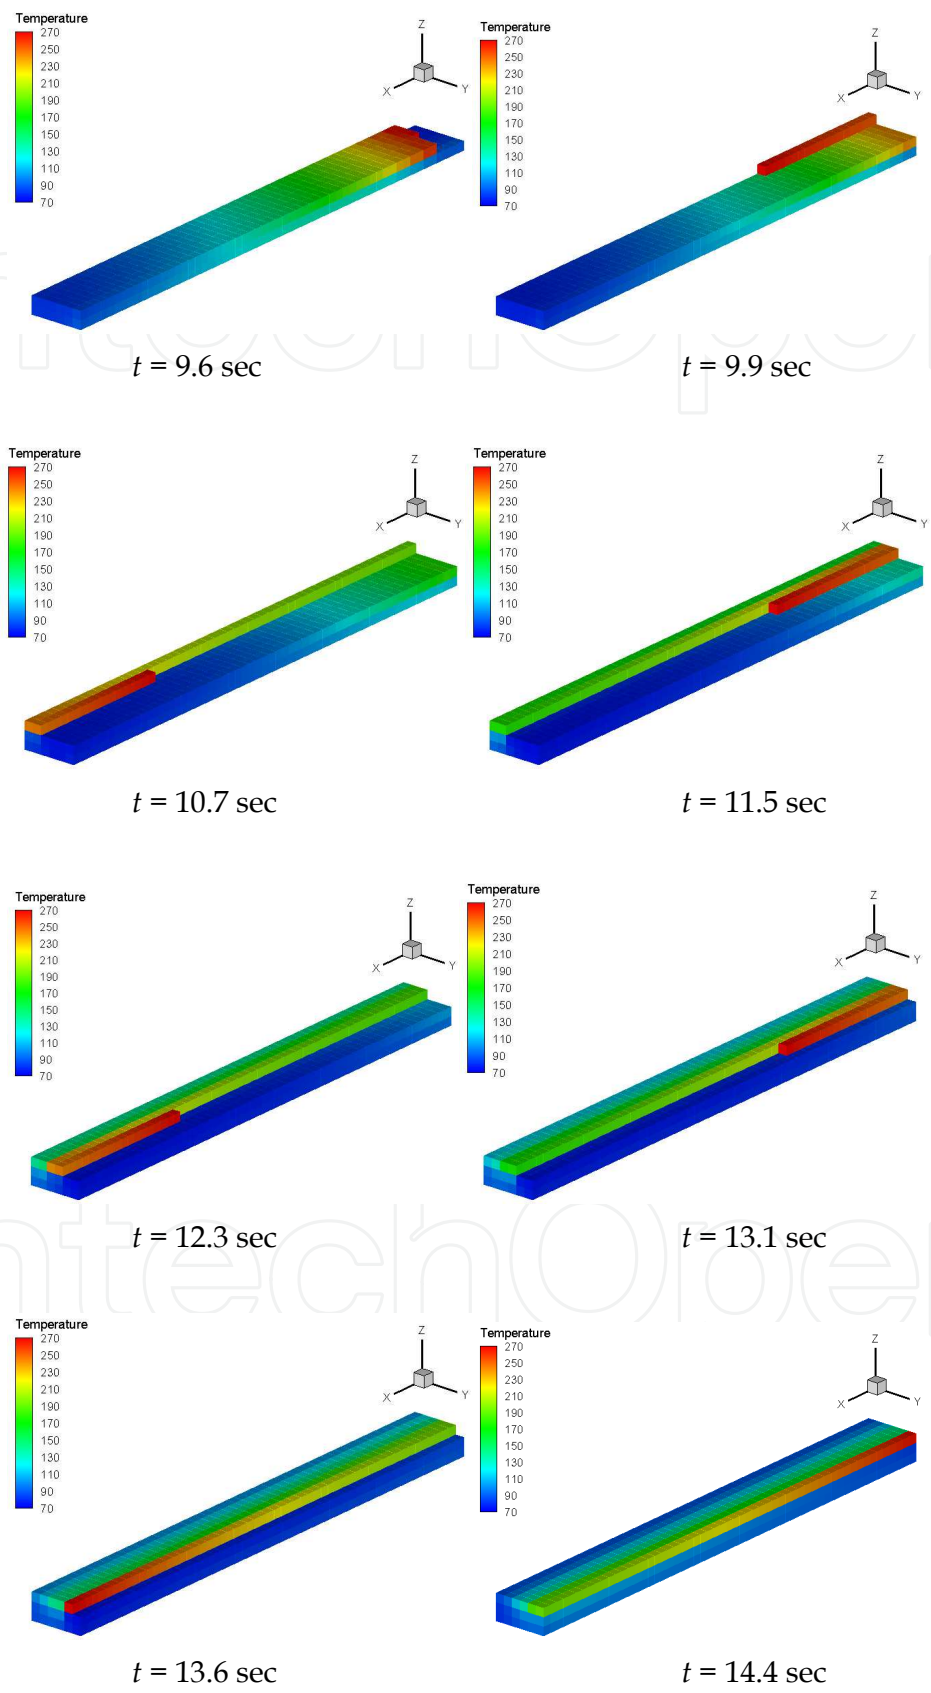 Temperature
270
250
230
210
190
170
150
130
110
90
70
Z
X
Y
t = 9.6 sec
Temperature
270
250
230
210
190
170
150
130
110
90
70
Z
X
Y
t = 9.9 sec
Temperature
270
250
230
210
190
170
150
130
110
90
70
Z
X
Y
t = 10.7 sec
Temperature
270
250
230
210
190
170
150
130
110
90
70
Z
X
Y
t = 11.5 sec
Temperature
270
250
230
210
190
170
150
130
110
90
70
Z
X
Y
t = 12.3 sec
Temperature
270
250
230
210
190
170
150
130
110
90
70
Z
X
Y
t = 13.1 sec
Temperature
270
250
230
210
190
170
150
130
110
90
70
Z
X
Y
t = 13.6 sec
Temperature
270
250
230
210
190
170
150
130
110
90
70
Z
X
Y
t = 14.4 sec